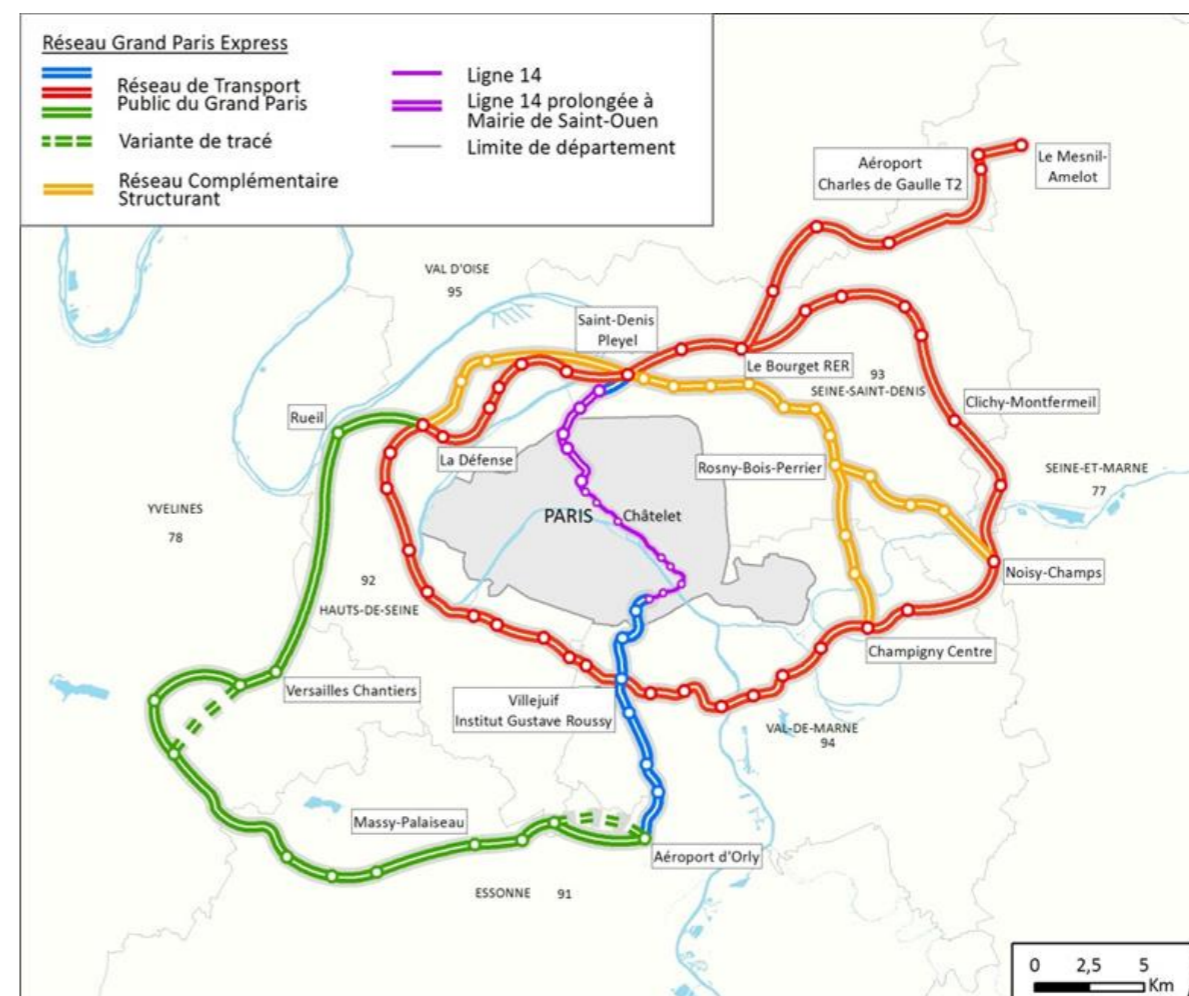 Réseau Grand Paris Express
Réseau de Transport
Public du Grand Paris
Variante de tracé
Réseau Complémentaire
Structurant
Ligne 14
Ligne 14 prolongée à
Mairie de Saint-Ouen
Limite de département
Aéroport
Charles de Gaulle T2
Le Mesnil-
Amelot
VAL D'OISE
95
Saint-Denis
Pleyel
Le Bourget RER
93
SEINE-SAINT-DENIS
Clichy-Montfermeil
Rueil
La Défense
Rosny-Bois-Perrier
SEINE-ET-MARNE
77
YVELINES
78
PARIS
Châtelet
Noisy-Champs
92
HAUTS-DE-SEINE
Champigny Centre
Versailles Chantiers
Villejuif
Institut Gustave Roussy
VAL-DE-MARNE
94
Massy-Palaiseau
Aéroport d'Orly
ESSONNE 91
0 2,5 5
Km